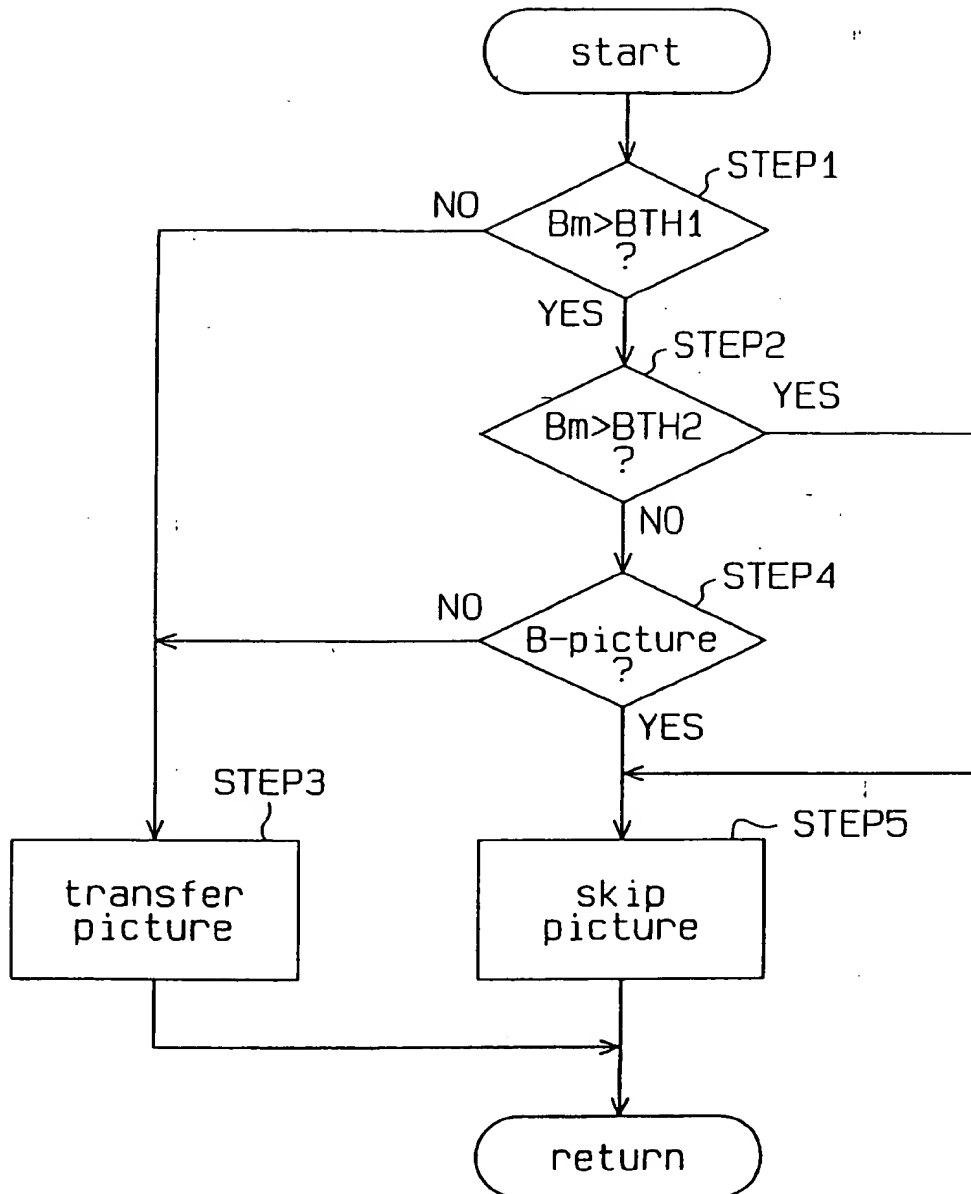 start
STEP1
NO
Bm>BTH1
?
YES
STEP2
YES
Bm>BTH2
?
NO
STEP4
NO
B-picture
?
YES
STEP3
STEP5
transfer
picture
skip
picture
return